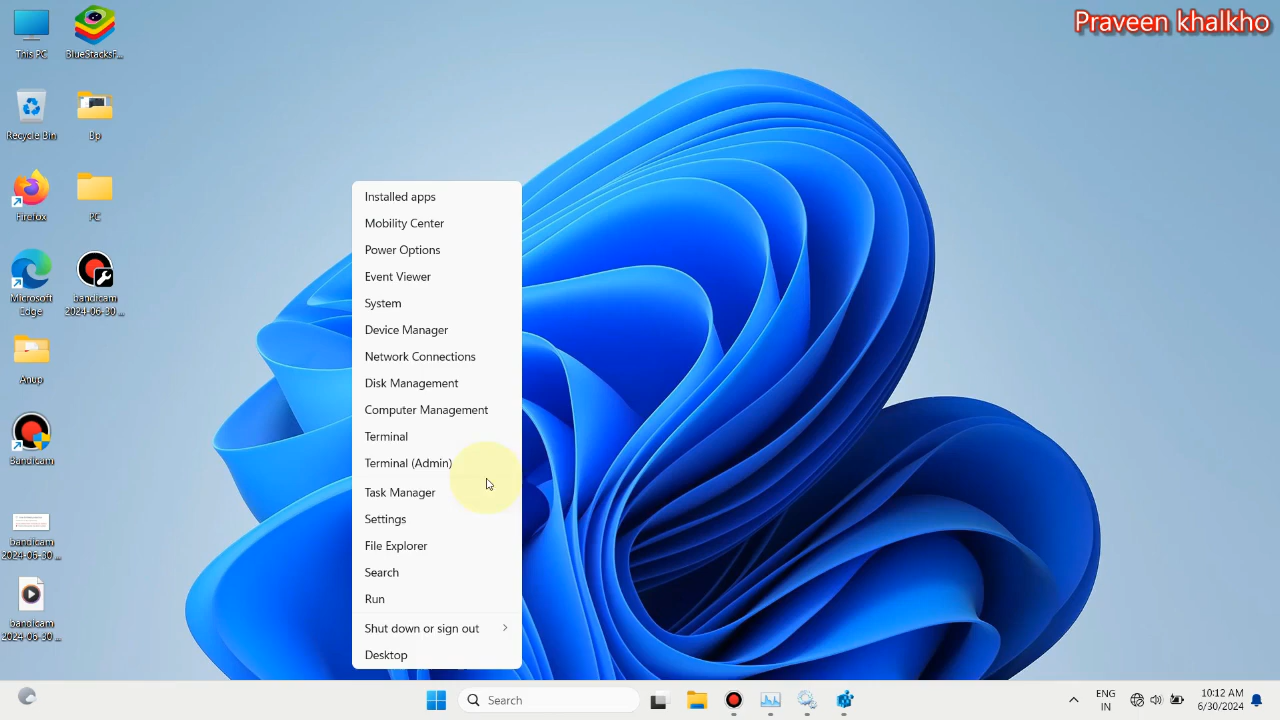 Praveen khalkho
This PC
BlueStacksF...
Recycle Bin
Bp
Firefox
PC
Microsoft
Edge
bandicam
2024-06-30 ...
Anup
Bandicam
bandicam
2024-06-30 ...
bandicam
2024-06-30 ...
Installed apps
Mobility Center
Power Options
Event Viewer
System
Device Manager
Network Connections
Disk Management
Computer Management
Terminal
Terminal (Admin)
Task Manager
Settings
File Explorer
Search
Run
Shut down or sign out
Desktop
Search
ENG
IN
10:12 AM
6/30/2024